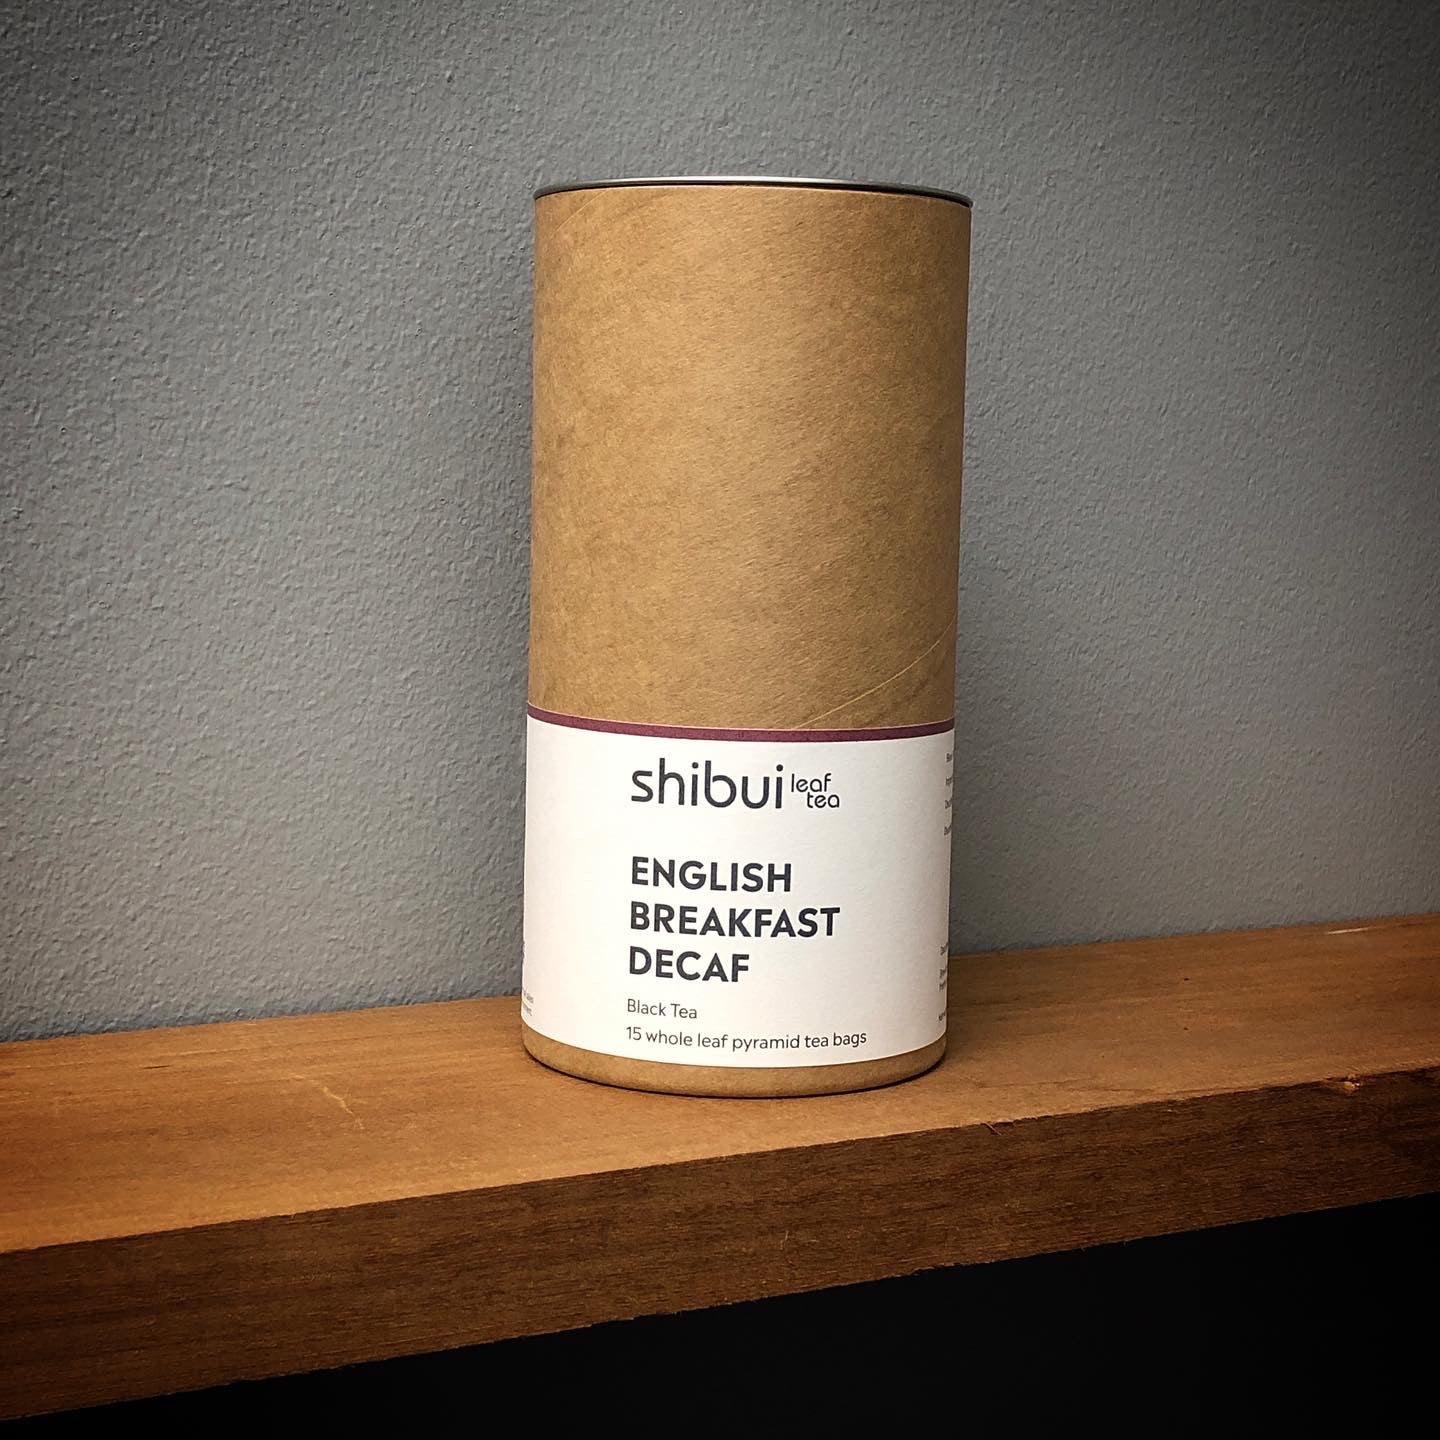 shibui leaf
tea
ENGLISH
BREAKFAST
DECAF
Black Tea
15 whole leaf pyramid tea bags